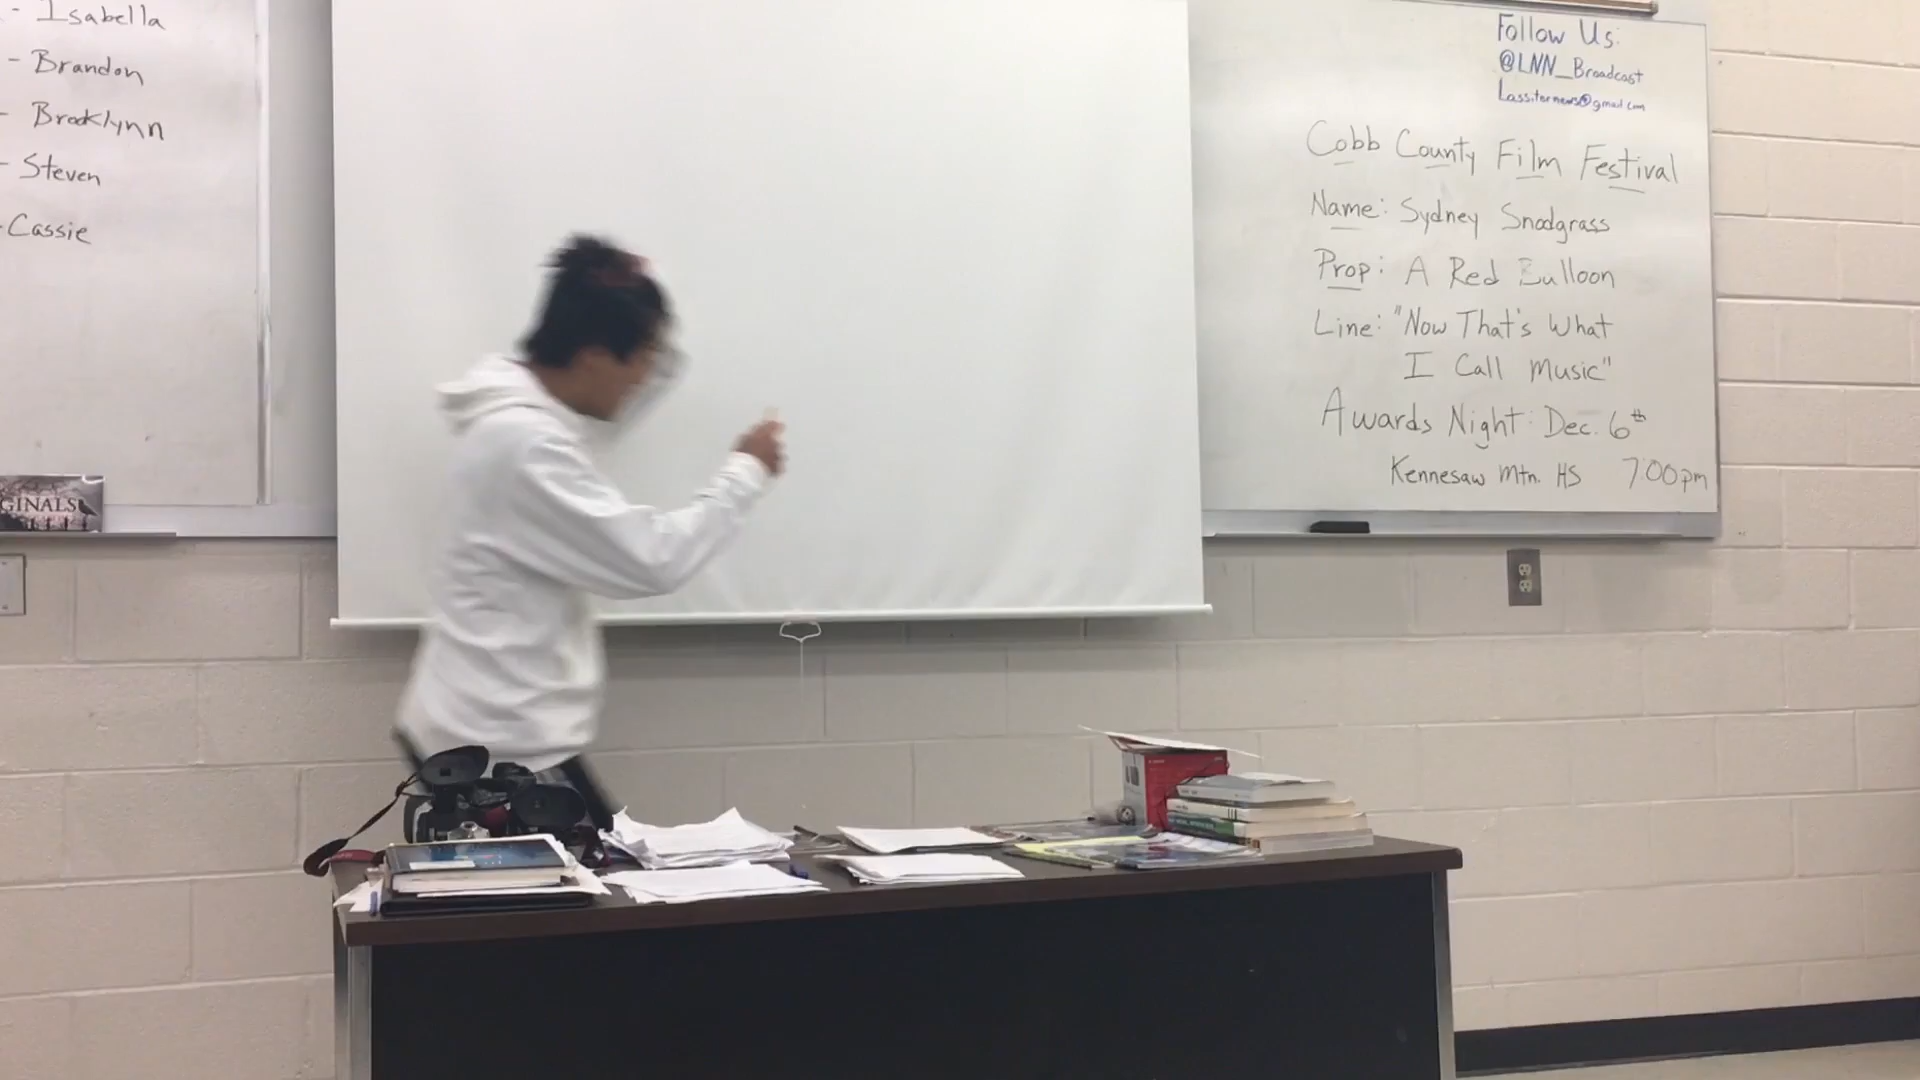 - Isabella
- Brandon
- Brooklynn
- Steven
- Cassie
GINALS
Follow Us:
@LNN_Broadcast
Lassiternews@gmail.com
Cobb County Film Festival
Name: Sydney Snodgrass
Prop: A Red Balloon
Line: "Now That's What
I Call Music"
Awards Night: Dec. 6th
Kennesaw Mtn. HS 7:00pm